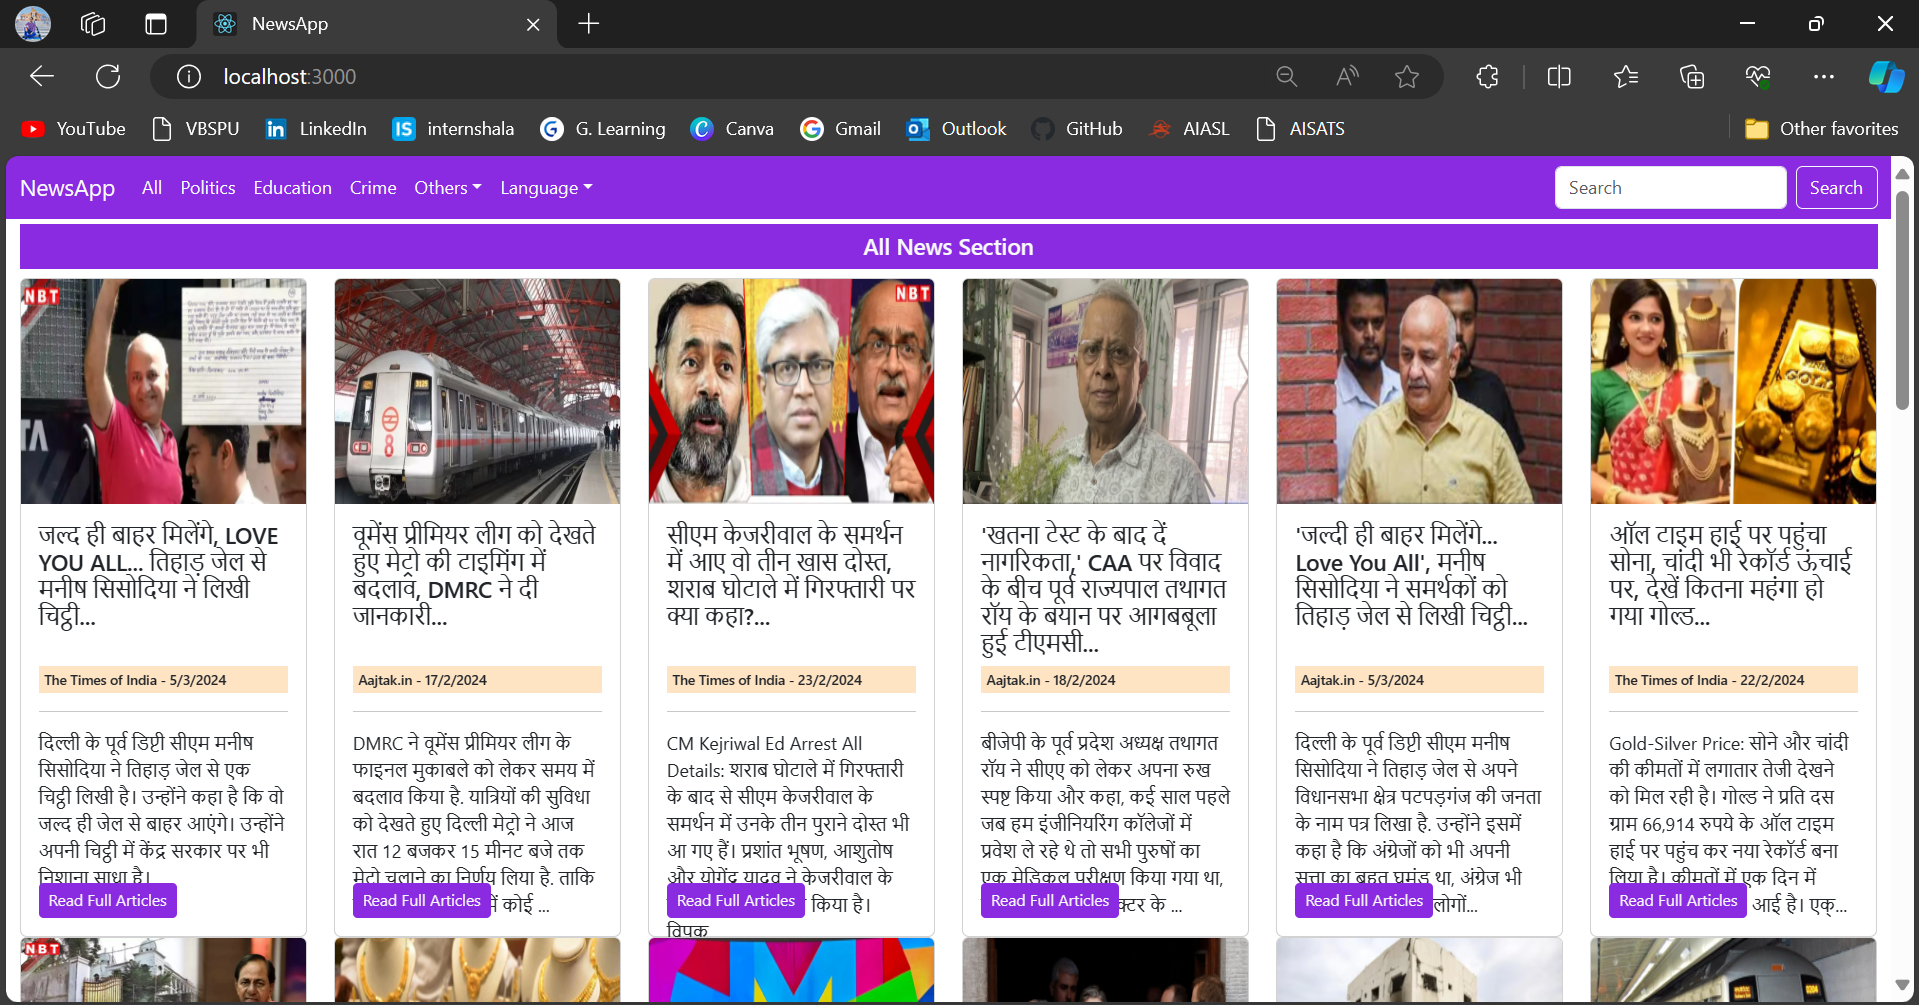 NewsApp
localhost:3000
YouTube
VBSPU
LinkedIn
internshala
G. Learning
Canva
Gmail
Outlook
GitHub
AIASL
AISATS
Other favorites
NewsApp
All
Politics
Education
Crime
Others
Language
Search
Search
All News Section
NBT
जल्द ही बाहर मिलेंगे, LOVE
YOU ALL... तिहाड़ जेल से
मनीष सिसोदिया ने लिखी
चिट्ठी...
The Times of India - 5/3/2024
दिल्ली के पूर्व डिप्टी सीएम मनीष
सिसोदिया ने तिहाड़ जेल से एक
चिट्ठी लिखी है। उन्होंने कहा है कि वो
जल्द ही जेल से बाहर आएंगे। उन्होंने
अपनी चिट्ठी में केंद्र सरकार पर भी
निशाना साधा है।
Read Full Articles
8
वूमेंस प्रीमियर लीग को देखते
हुए मेट्रो की टाइमिंग में
बदलाव, DMRC ने दी
जानकारी...
Aajtak.in - 17/2/2024
DMRC ने वूमेंस प्रीमियर लीग के
फाइनल मुकाबले को लेकर समय में
बदलाव किया है. यात्रियों की सुविधा
को देखते हुए दिल्ली मेट्रो ने आज
रात 12 बजकर 15 मीनट बजे तक
मेट्रो चलाने का निर्णय लिया है. ताकि
में कोई ...
Read Full Articles
NBT
सीएम केजरीवाल के समर्थन
में आए वो तीन खास दोस्त,
शराब घोटाले में गिरफ्तारी पर
क्या कहा?...
The Times of India - 23/2/2024
CM Kejriwal Ed Arrest All
Details: शराब घोटाले में गिरफ्तारी
के बाद से सीएम केजरीवाल के
समर्थन में उनके तीन पुराने दोस्त भी
आ गए हैं। प्रशांत भूषण, आशुतोष
और योगेंद्र यादव ने केजरीवाल के
किया है।
विपक्ष
Read Full Articles
'खतना टेस्ट के बाद दें
नागरिकता,' CAA पर विवाद
के बीच पूर्व राज्यपाल तथागत
रॉय के बयान पर आगबबूला
हुई टीएमसी...
Aajtak.in - 18/2/2024
बीजेपी के पूर्व प्रदेश अध्यक्ष तथागत
रॉय ने सीएए को लेकर अपना रुख
स्पष्ट किया और कहा, कई साल पहले
जब हम इंजीनियरिंग कॉलेजों में
प्रवेश ले रहे थे तो सभी पुरुषों का
एक मेडिकल परीक्षण किया गया था,
क्टर के ...
Read Full Articles
'जल्दी ही बाहर मिलेंगे...
Love You All', मनीष
सिसोदिया ने समर्थकों को
तिहाड़ जेल से लिखी चिट्ठी...
Aajtak.in - 5/3/2024
दिल्ली के पूर्व डिप्टी सीएम मनीष
सिसोदिया ने तिहाड़ जेल से अपने
विधानसभा क्षेत्र पटपड़गंज की जनता
के नाम पत्र लिखा है. उन्होंने इसमें
कहा है कि अंग्रेजों को भी अपनी
सत्ता का बहुत घमंड था, अंग्रेज भी
लोगों...
Read Full Articles
ऑल टाइम हाई पर पहुंचा
सोना, चांदी भी रेकॉर्ड ऊंचाई
पर, देखें कितना महंगा हो
गया गोल्ड...
The Times of India - 22/2/2024
Gold-Silver Price: सोने और चांदी
की कीमतों में लगातार तेजी देखने
को मिल रही है। गोल्ड ने प्रति दस
ग्राम 66,914 रुपये के ऑल टाइम
हाई पर पहुंच कर नया रेकॉर्ड बना
लिया है। कीमतों में एक दिन में
आई है। एक्...
Read Full Articles
NBT